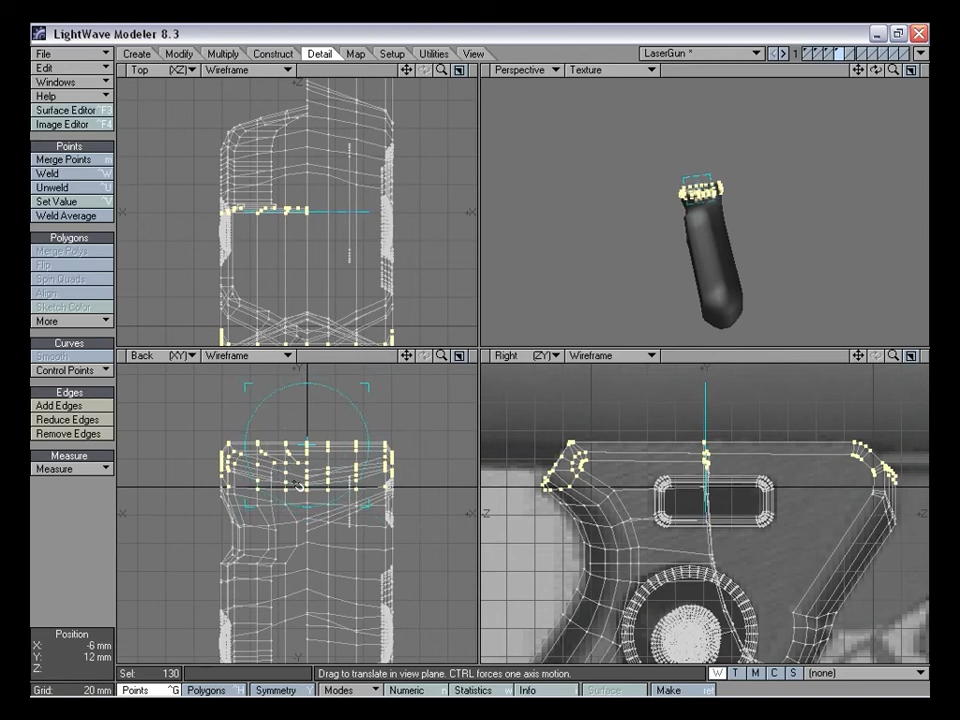 LightWave Modeler 8.3
File
Edit
Windows
Help
Surface Editor F3
Image Editor ^F4
Points
Merge Points m
Weld ^W
Unweld ^U
Set Value ^V
Weld Average
Polygons
Merge Polys
Flip
Spin Quads
Align
Sketch Color
More
Curves
Smooth
Control Points
Edges
Add Edges
Reduce Edges
Remove Edges
Measure
Measure
Create Modify Multiply Construct Detail Map Setup Utilities View
LaserGun * 1
Top (XZ) Wireframe
Perspective Texture
Back (XY) Wireframe
Right (ZY) Wireframe
Position
X: -6 mm
Y: 12 mm
Z:
Grid: 20 mm
Sel: 130
Drag to translate in view plane. CTRL forces one axis motion.
W T M C S (none)
Points ^G Polygons ^H Symmetry Y Modes Numeric n Statistics w Info i Surface Make ret